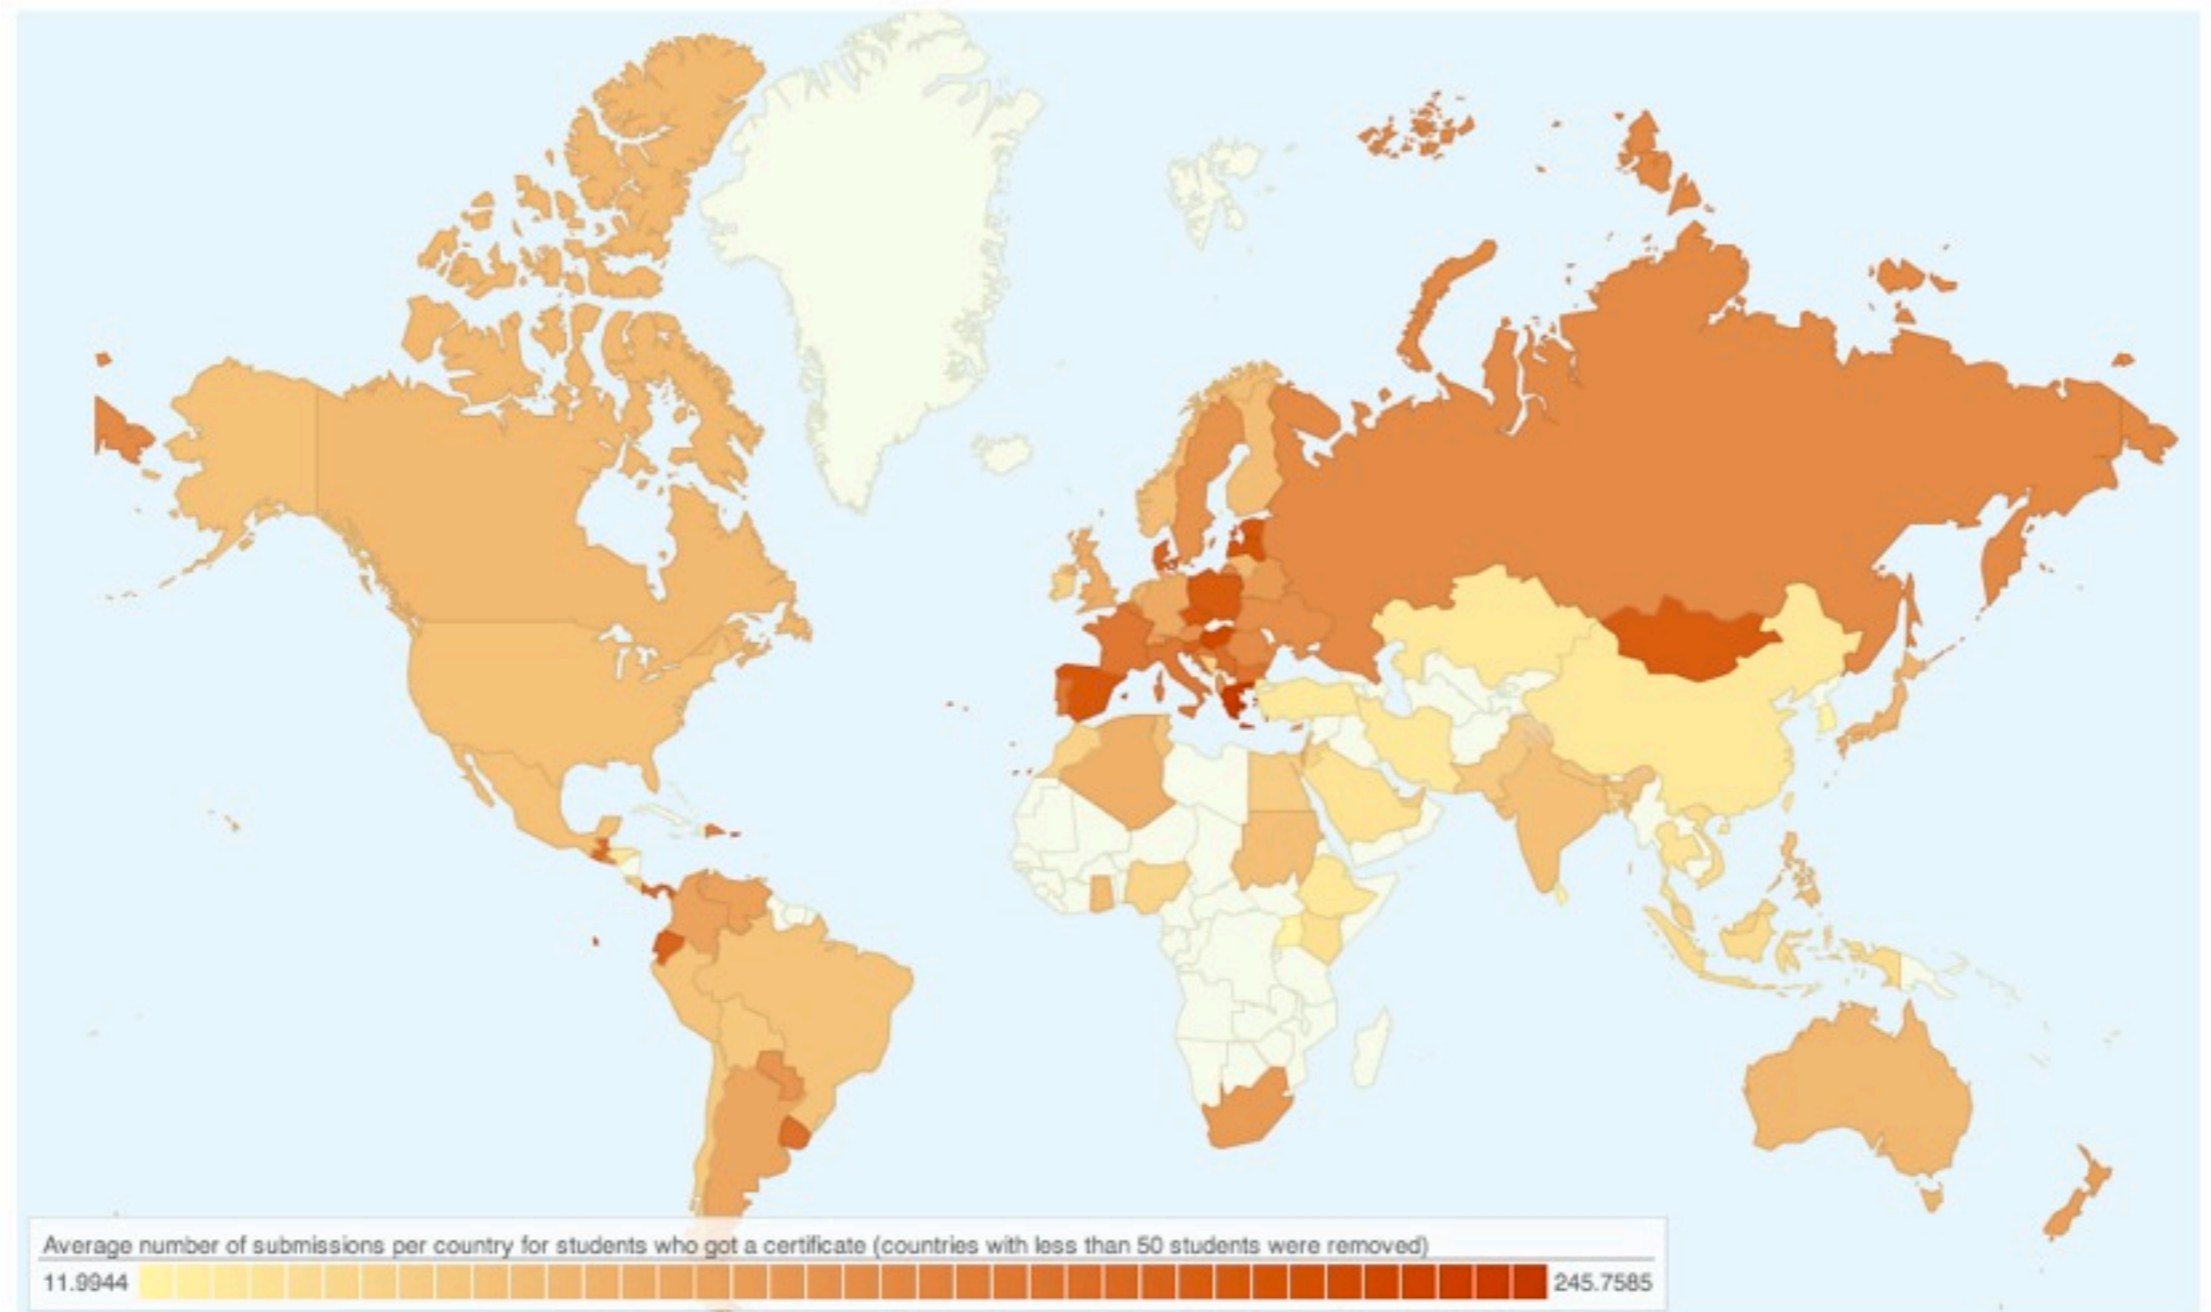 Average number of submissions per country for students who got a certificate (countries with less than 50 students were removed)
11.9944 245.7585